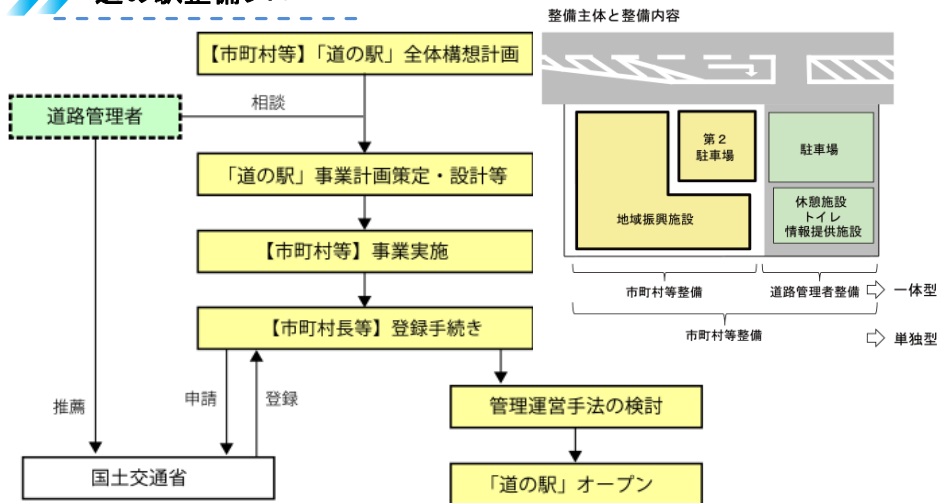 整備主体と整備内容
【市町村等】「道の駅」全体構想計画
道路管理者
相談
「道の駅」事業計画策定・設計等
【市町村等】事業実施
【市町村長等】登録手続き
推薦
申請
登録
国土交通省
管理運営手法の検討
「道の駅」オープン
第2
駐車場
地域振興施設
駐車場
休憩施設
トイレ
情報提供施設
市町村等整備
道路管理者整備
一体型
市町村等整備
単独型